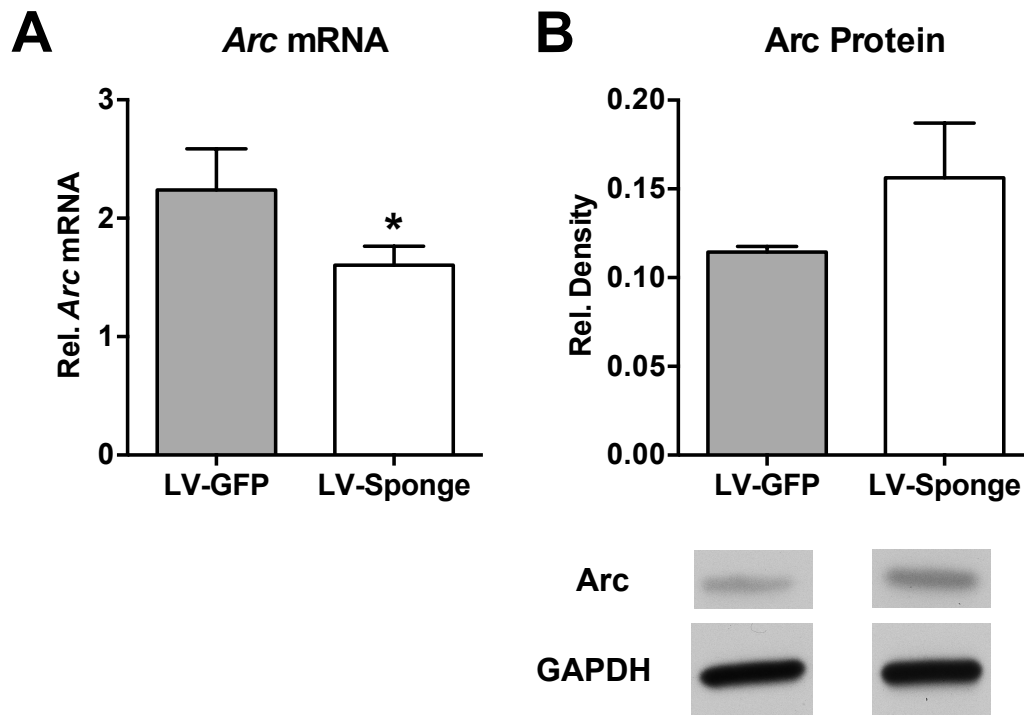 A
Arc mRNA
Rel. Arc mRNA
3
2
1
0
*
LV-GFP LV-Sponge
B
Arc Protein
Rel. Density
0.20
0.15
0.10
0.05
0.00
LV-GFP LV-Sponge
Arc
GAPDH